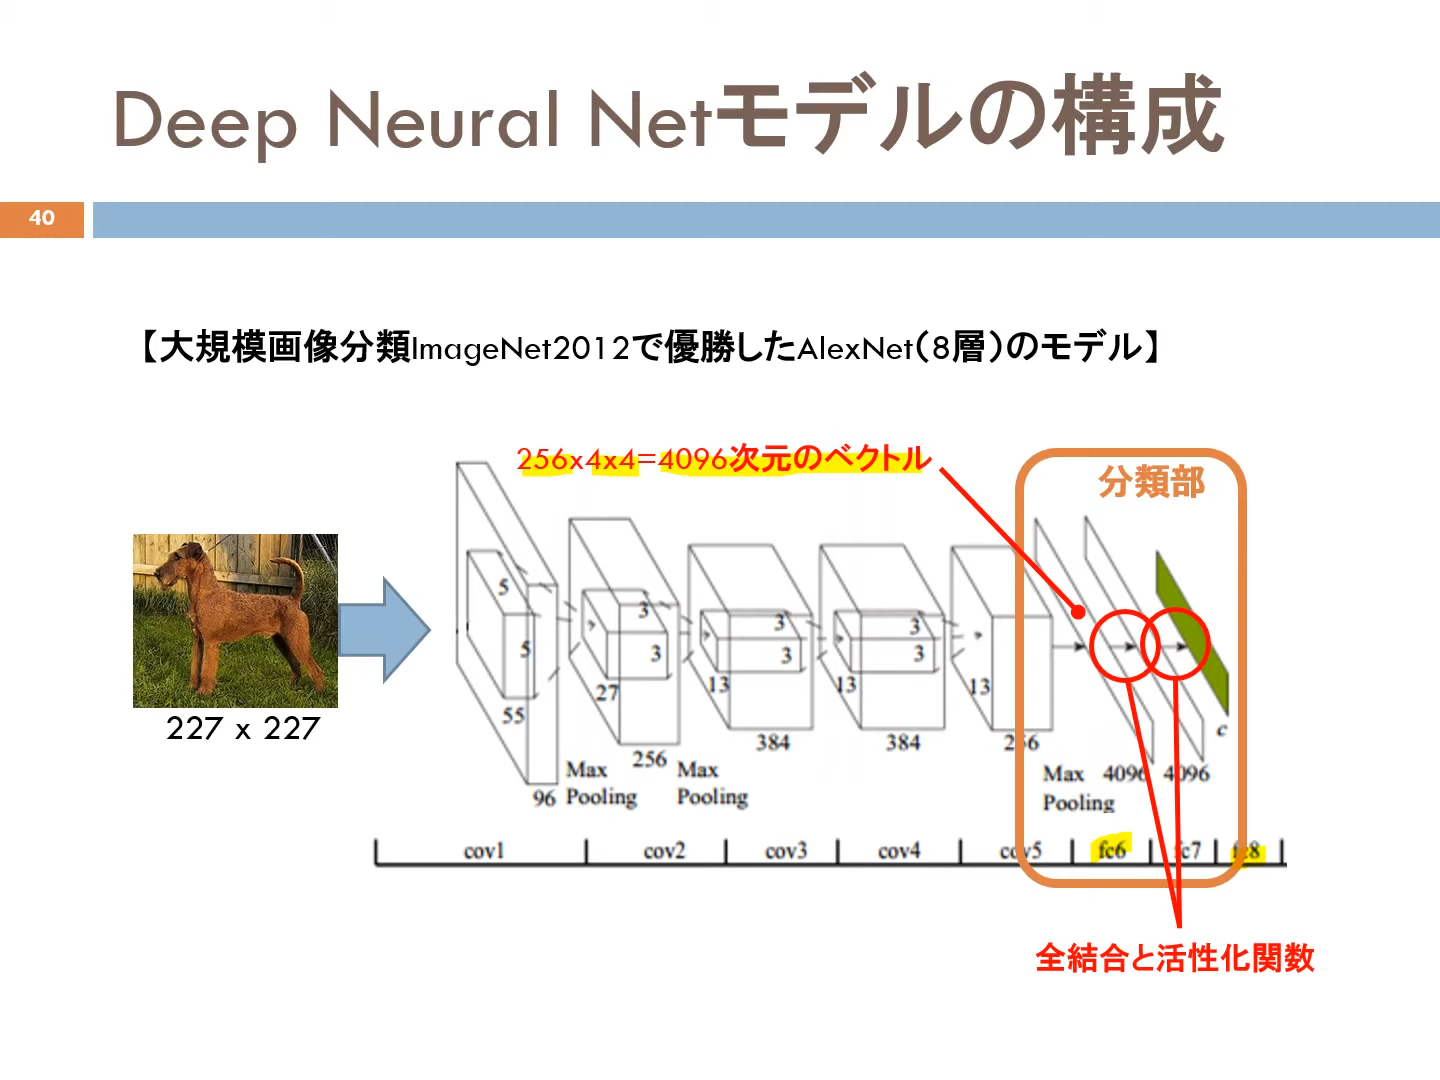 Deep Neural Netモデルの構成
40
【大規模画像分類ImageNet2012で優勝したAlexNet(8層)のモデル】
256x4x4=4096次元のベクトル
分類部
5
5
55
96
3
3
27
256
Max
Pooling
3
3
13
384
Max
Pooling
3
3
13
384
13
256
Max
Pooling
4096
4096
c
227 x 227
cov1
cov2
cov3
cov4
cov5
fc6
fc7
fc8
全結合と活性化関数